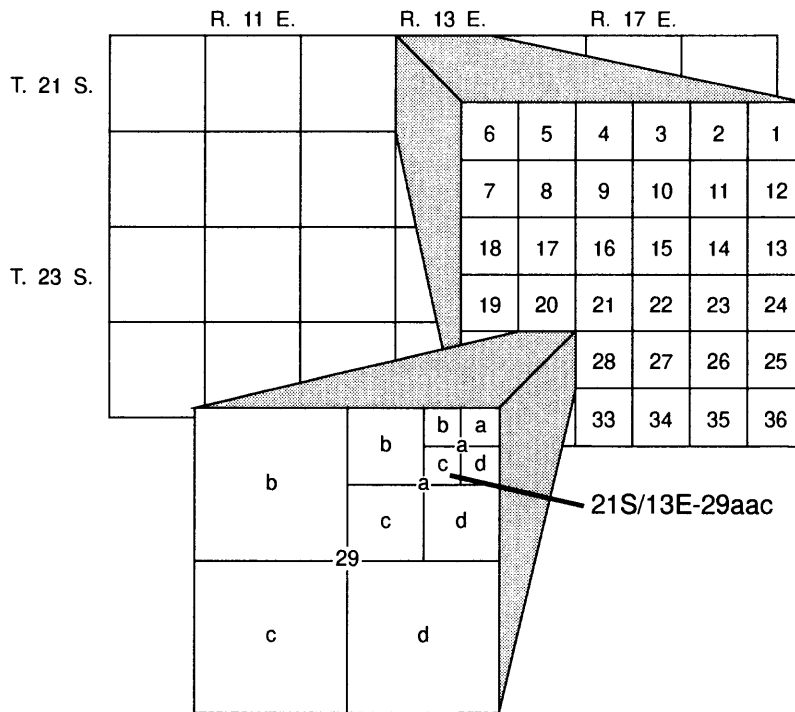 R. 11 E. R. 13 E. R. 17 E.
T. 21 S.
6 5 4 3 2 1
7 8 9 10 11 12
18 17 16 15 14 13
T. 23 S.
19 20 21 22 23 24
28 27 26 25
33 34 35 36
b a
b a
c d
b a
c d
21S/13E-29aac
29
c d